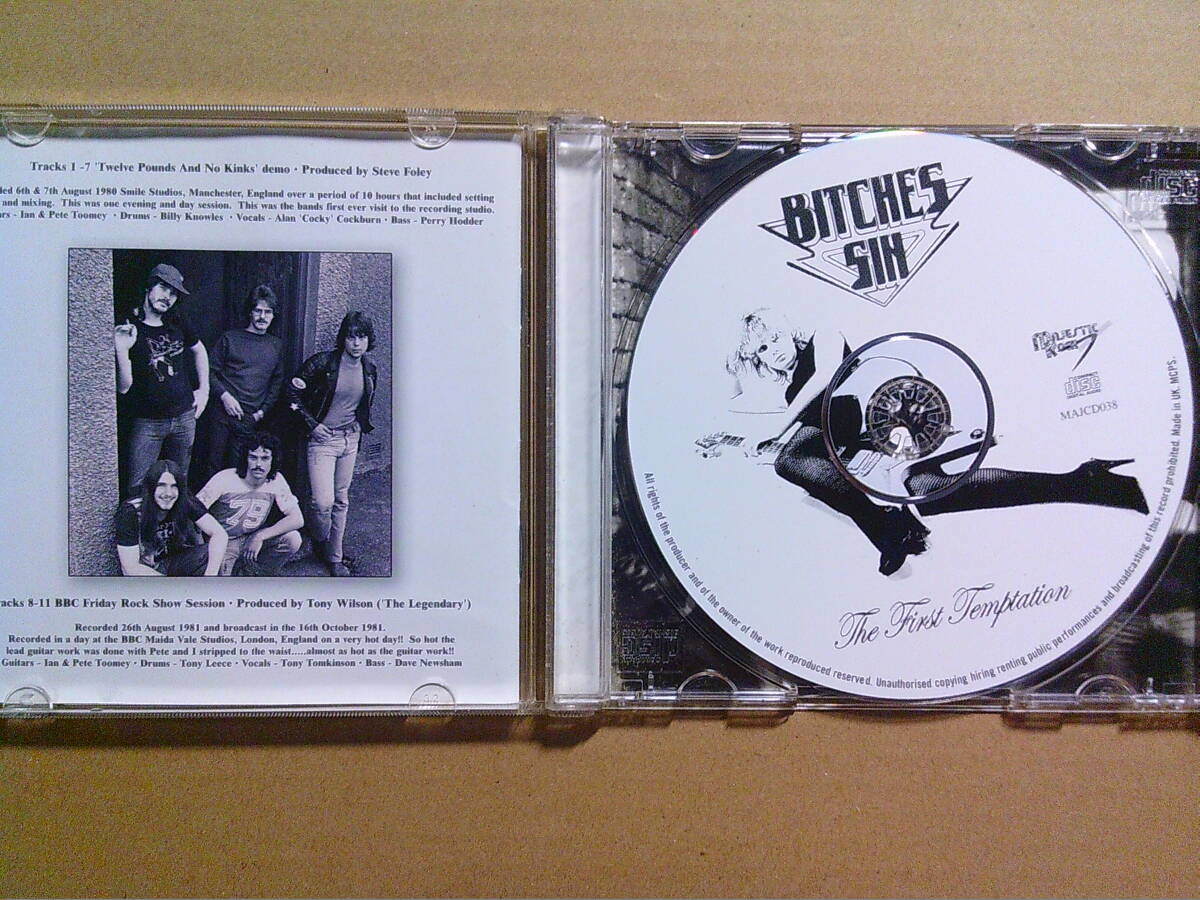 Tracks 1 -7 'Twelve Pounds And No Kinks' demo • Produced by Steve Foley
6th & 7th August 1980 Smile Studios, Manchester, England over a period of 10 hours that included setting
and mixing. This was one evening and day session. This was the bands first ever visit to the recording studio.
Ian & Pete Toomey • Drums - Billy Knowles • Vocals - Alan 'Cocky' Cockburn • Bass - Perry Hodder
79
8-11 BBC Friday Rock Show Session • Produced by Tony Wilson ('The Legendary')
Recorded 26th August 1981 and broadcast in the 16th October 1981.
Recorded in a day at the BBC Maida Vale Studios, London, England on a very hot day!! So hot the
lead guitar work was done with Pete and I stripped to the waist.....almost as hot as the guitar work!!
Guitars - Ian & Pete Toomey • Drums - Tony Leece • Vocals - Tony Tomkinson • Bass - Dave Newsham
BITCHES
SIN
MAJESTIC
ROCK
COMPACT
disc
DIGITAL AUDIO
MAJCD038
The First Temptation
All rights of the producer and of the owner of the work reproduced reserved. Unauthorised copying hiring renting public performances and broadcasting of this record prohibited. Made in UK. MCPS.
disc